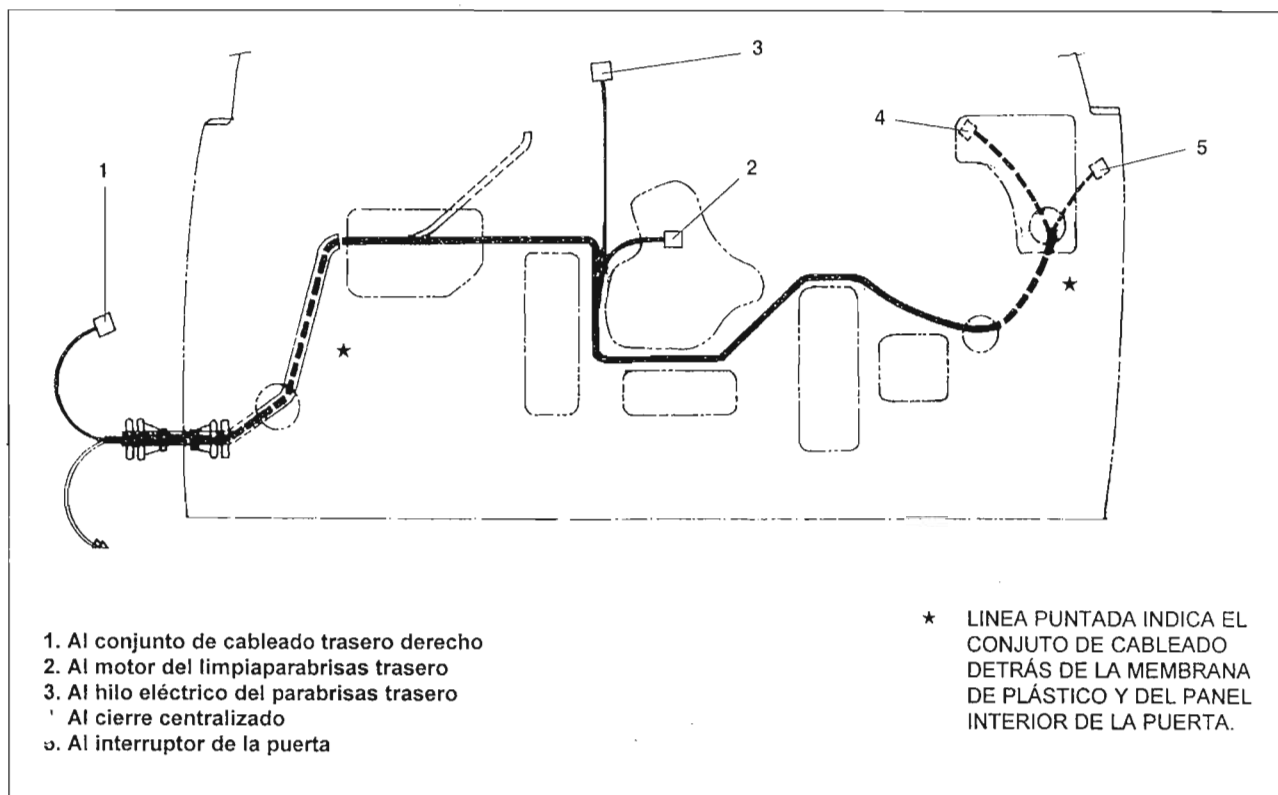 3
4
1
2
5
1. Al conjunto de cableado trasero derecho
2. Al motor del limpiaparabrisas trasero
3. Al hilo eléctrico del parabrisas trasero
' Al cierre centralizado
5. Al interruptor de la puerta
★ LINEA PUNTADA INDICA EL
CONJUTO DE CABLEADO
DETRÁS DE LA MEMBRANA
DE PLÁSTICO Y DEL PANEL
INTERIOR DE LA PUERTA.